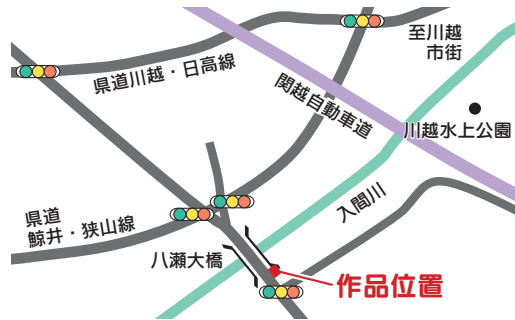 至川越
市街
県道川越・日高線
関越自動車道
川越水上公園
入間川
県道
鯨井・狭山線
八瀬大橋
作品位置